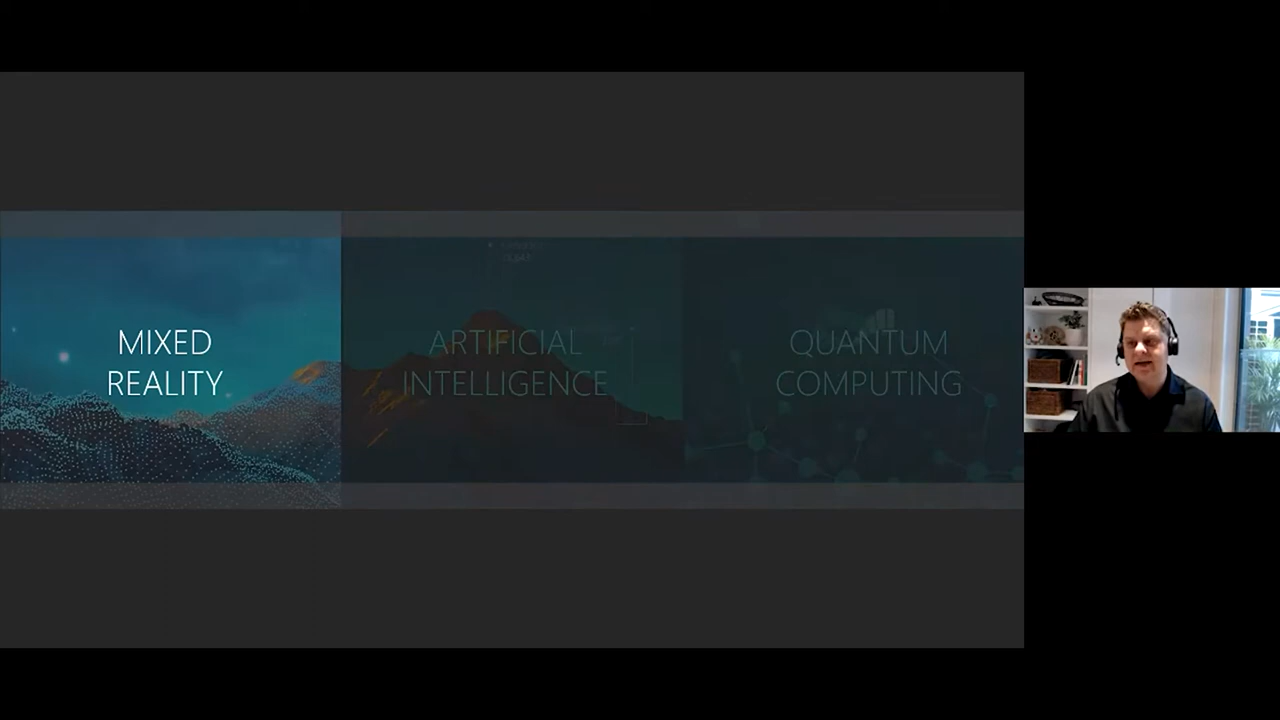 MIXED
REALITY
ARTIFICIAL
INTELLIGENCE
QUANTUM
COMPUTING